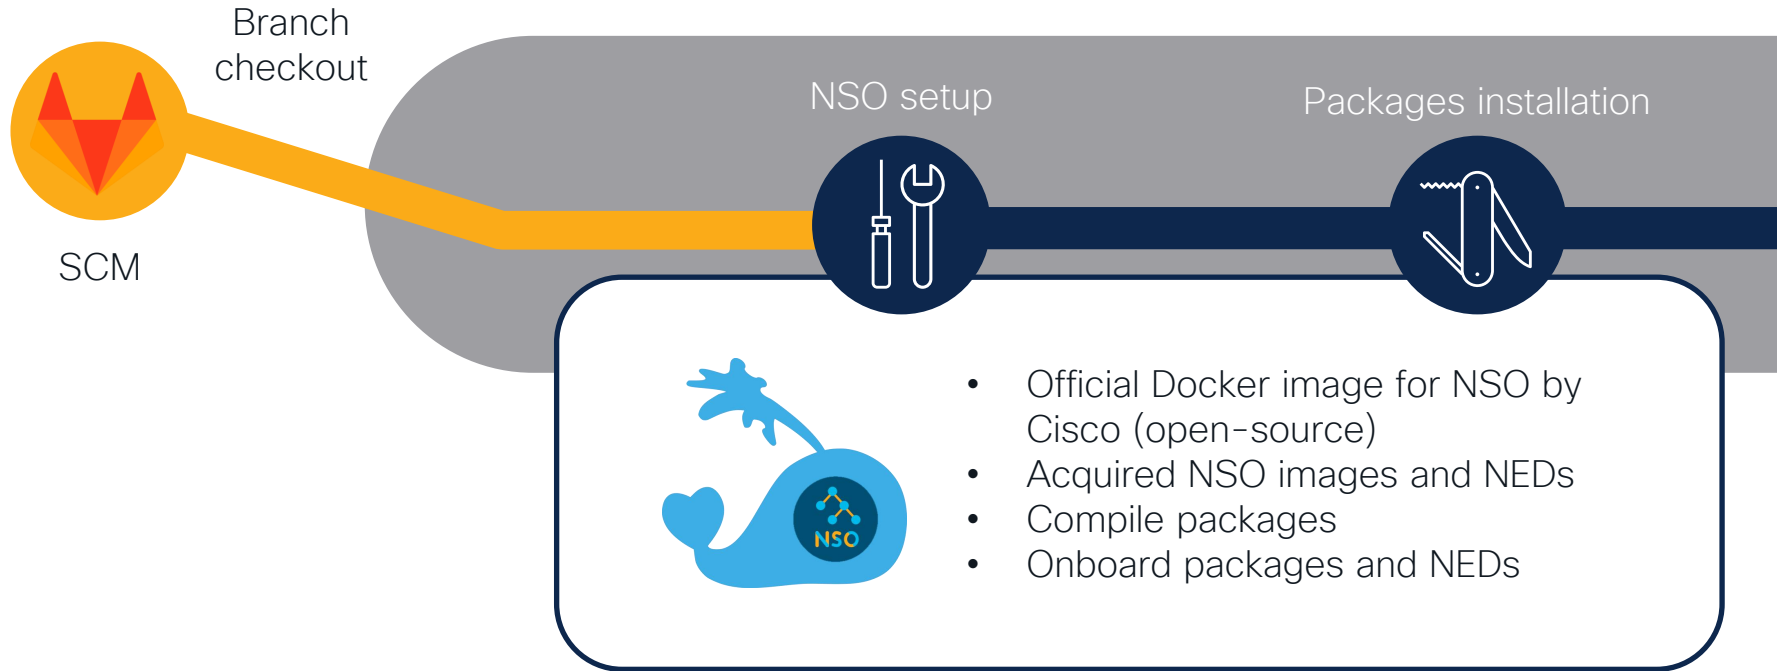 Branch
checkout
NSO setup
Packages installation
SCM
• Official Docker image for NSO by
Cisco (open-source)
• Acquired NSO images and NEDs
• Compile packages
• Onboard packages and NEDs
NSO